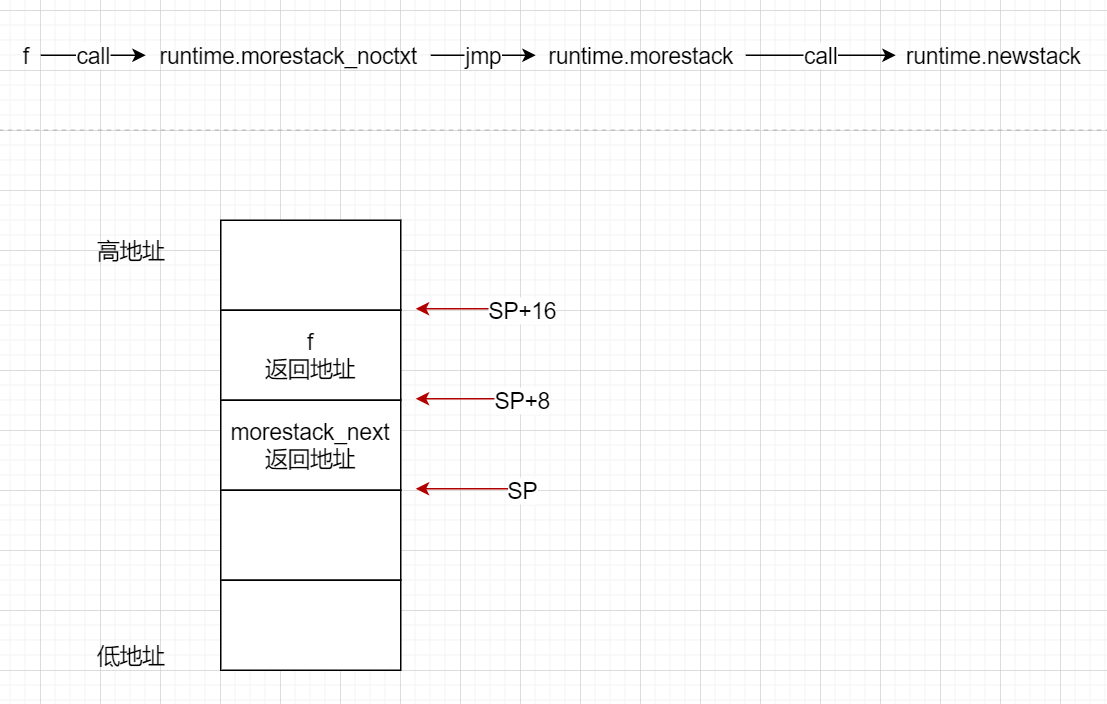 f call runtime.morestack_noctxt jmp runtime.morestack call runtime.newstack
高地址
SP+16
f
返回地址
SP+8
morestack_next
返回地址
SP
低地址